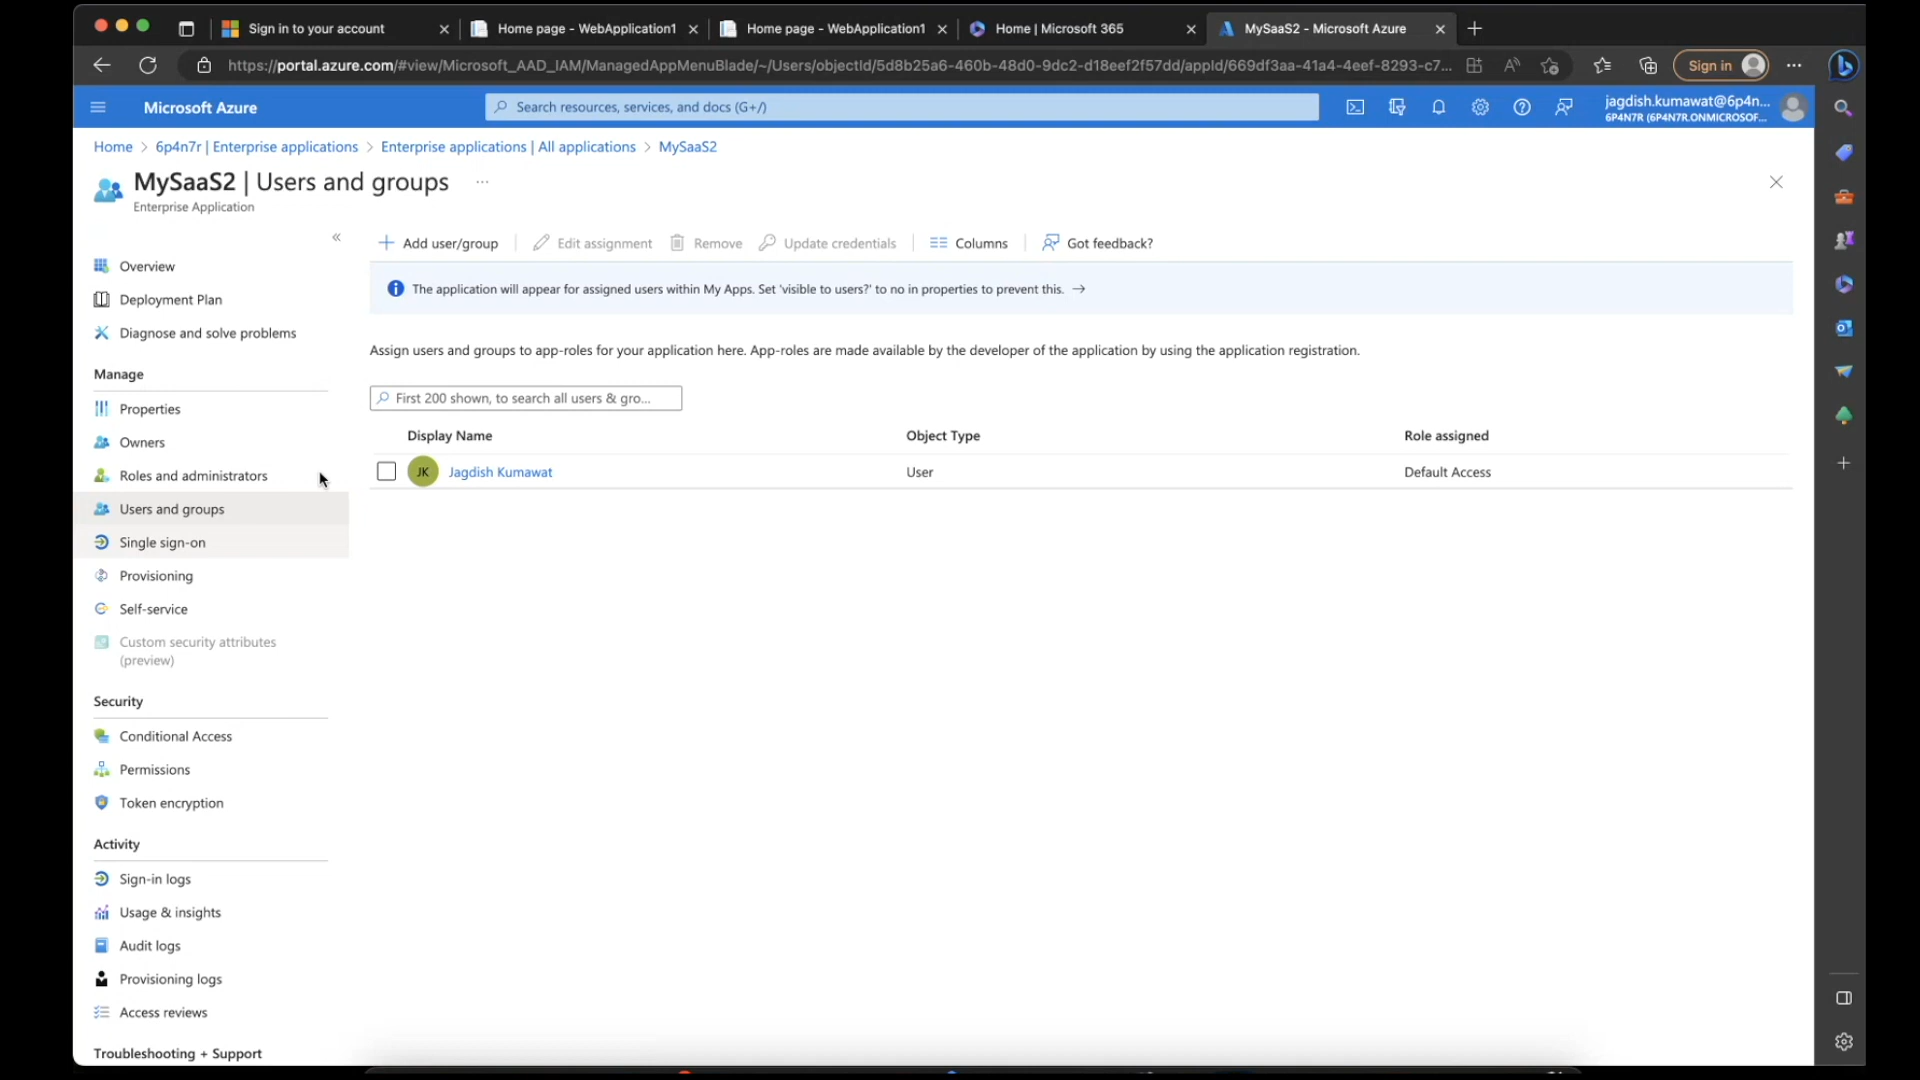 Sign in to your account
Home page - WebApplication1
Home page - WebApplication1
Home | Microsoft 365
MySaaS2 - Microsoft Azure
https://portal.azure.com/#view/Microsoft_AAD_IAM/ManagedAppMenuBlade/~/Users/objectId/5d8b25a6-460b-48d0-9dc2-d18eef2f57dd/appId/669df3aa-41a4-4eef-8293-c7...
Sign in
Microsoft Azure
Search resources, services, and docs (G+/)
jagdish.kumawat@6p4n...
6P4N7R (6P4N7R.ONMICROSOF...
Home > 6p4n7r | Enterprise applications > Enterprise applications | All applications > MySaaS2
MySaaS2 | Users and groups ...
Enterprise Application
«
Overview
Deployment Plan
Diagnose and solve problems
Manage
Properties
Owners
Roles and administrators
Users and groups
Single sign-on
Provisioning
Self-service
Custom security attributes
(preview)
Security
Conditional Access
Permissions
Token encryption
Activity
Sign-in logs
Usage & insights
Audit logs
Provisioning logs
Access reviews
Troubleshooting + Support
Add user/group
Edit assignment
Remove
Update credentials
Columns
Got feedback?
The application will appear for assigned users within My Apps. Set 'visible to users?' to no in properties to prevent this. →
Assign users and groups to app-roles for your application here. App-roles are made available by the developer of the application by using the application registration.
First 200 shown, to search all users & gro...
Display Name Object Type Role assigned
JK Jagdish Kumawat User Default Access